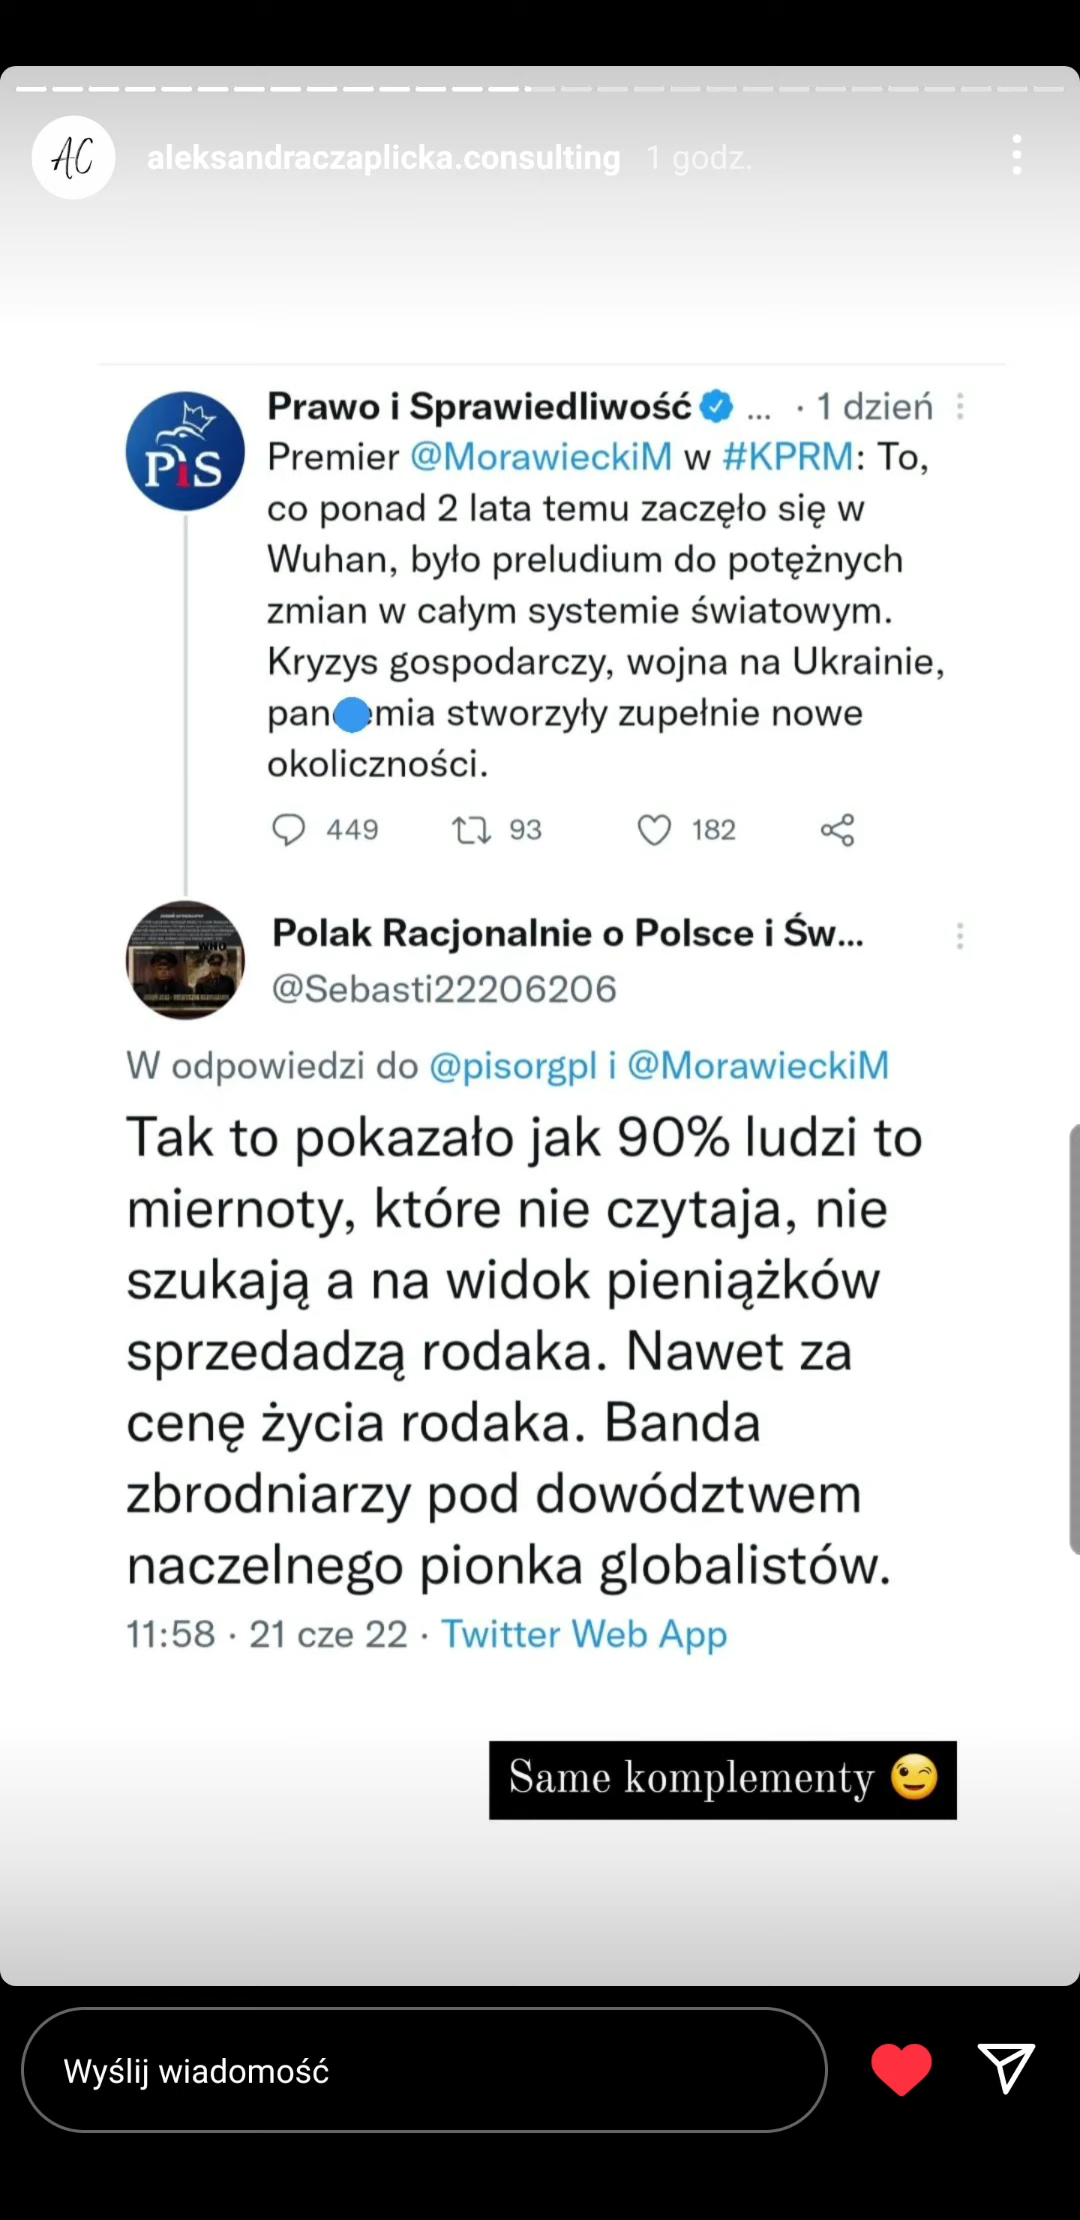 AC
aleksandraczaplicka.consulting 1 godz.
Prawo i Sprawiedliwość ... · 1 dzień
PiS
Premier @MorawieckiM w #KPRM: To,
co ponad 2 lata temu zaczęło się w
Wuhan, było preludium do potężnych
zmian w całym systemie światowym.
Kryzys gospodarczy, wojna na Ukrainie,
pan mia stworzyły zupełnie nowe
okoliczności.
449 93 182
Polak Racjonalnie o Polsce i Św...
WHO
@Sebasti22206206
W odpowiedzi do @pisorgpl i @MorawieckiM
Tak to pokazało jak 90% ludzi to
miernoty, które nie czytaja, nie
szukają a na widok pieniążków
sprzedadzą rodaka. Nawet za
cenę życia rodaka. Banda
zbrodniarzy pod dowództwem
naczelnego pionka globalistów.
11:58 · 21 cze 22 · Twitter Web App
Same komplementy 😉
Wyślij wiadomość